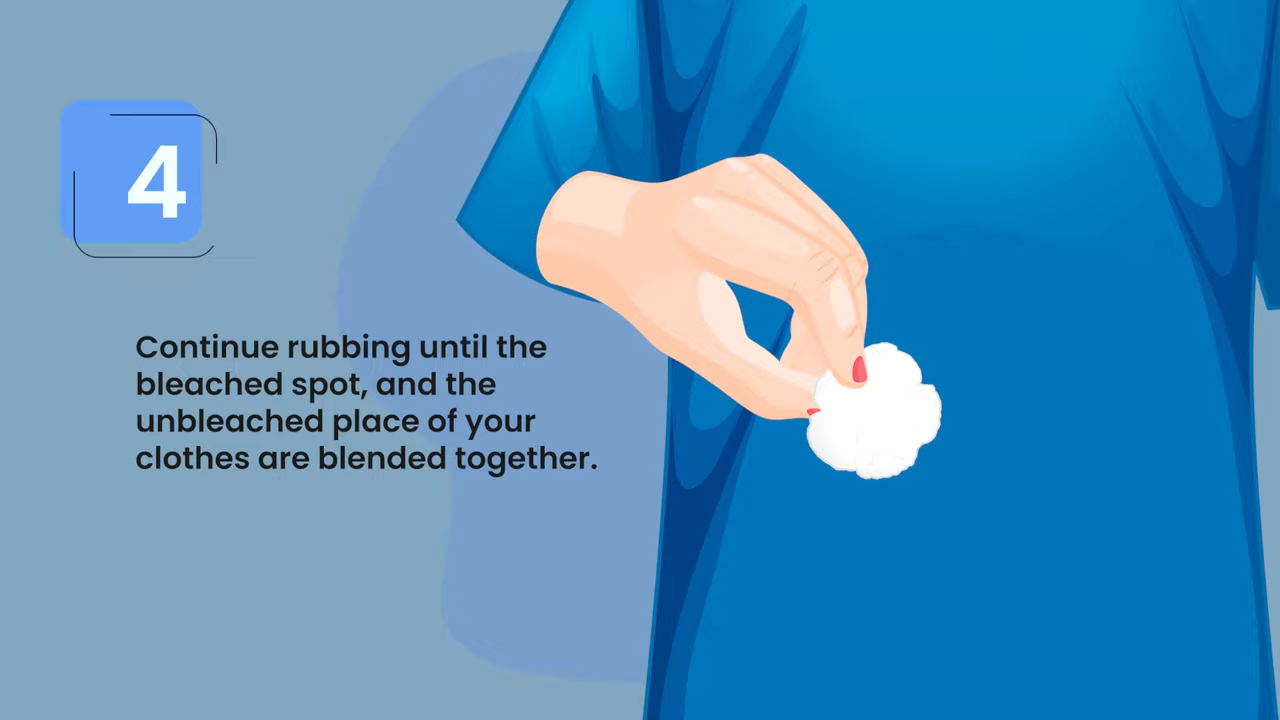 4
Continue rubbing until the
bleached spot, and the
unbleached place of your
clothes are blended together.